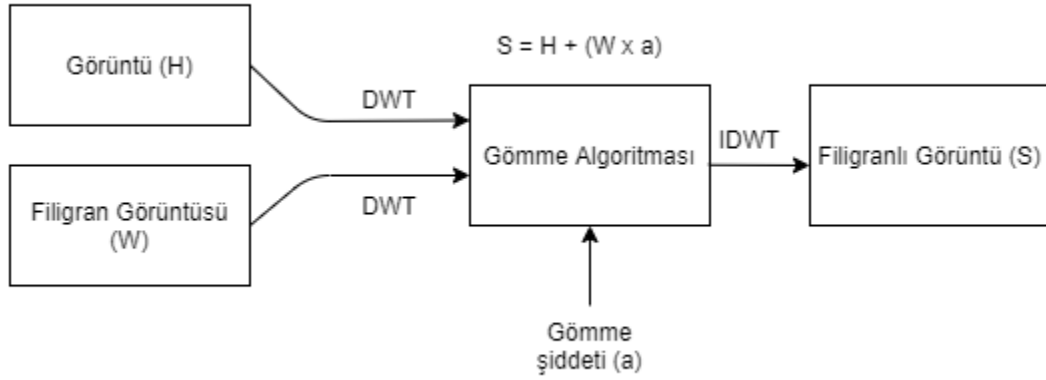 Görüntü (H)
S = H + (W x a)
DWT
Gömme Algoritması
IDWT
Filigranlı Görüntü (S)
Filigran Görüntüsü
(W)
DWT
Gömme
şiddeti (a)